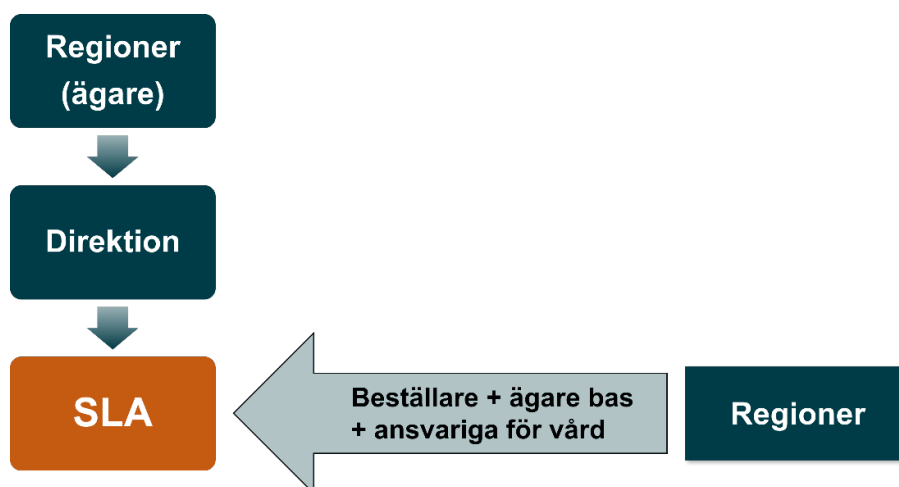 Regioner
(ägare)
Direktion
SLA
Beställare + ägare bas
+ ansvariga för vård
Regioner